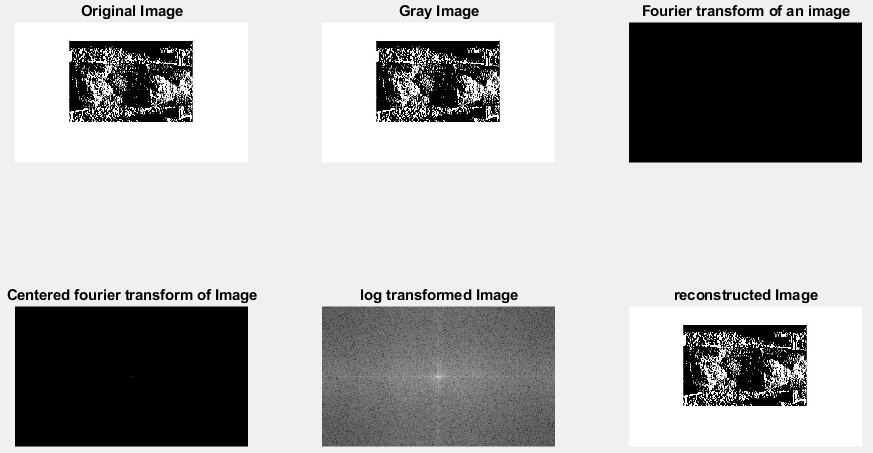 Original Image
Gray Image
Fourier transform of an image
Centered fourier transform of Image
log transformed Image
reconstructed Image